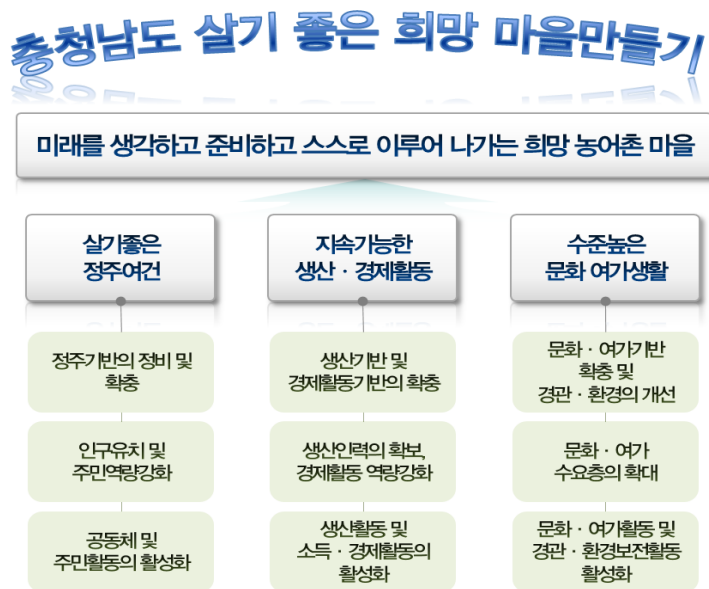 충청남도 살기 좋은 희망 마을만들기
미래를 생각하고 준비하고 스스로 이루어 나가는 희망 농어촌 마을
살기좋은
정주여건
정주기반의 정비 및
확충
인구유치 및
주민역량강화
공동체 및
주민활동의 활성화
지속가능한
생산 · 경제활동
생산기반 및
경제활동기반의 확충
생산인력의 확보,
경제활동 역량강화
생산활동 및
소득 · 경제활동의
활성화
수준높은
문화 여가생활
문화 · 여가기반
확충 및
경관 · 환경의 개선
문화 · 여가
수요층의 확대
문화 · 여가활동 및
경관 · 환경보전활동
활성화